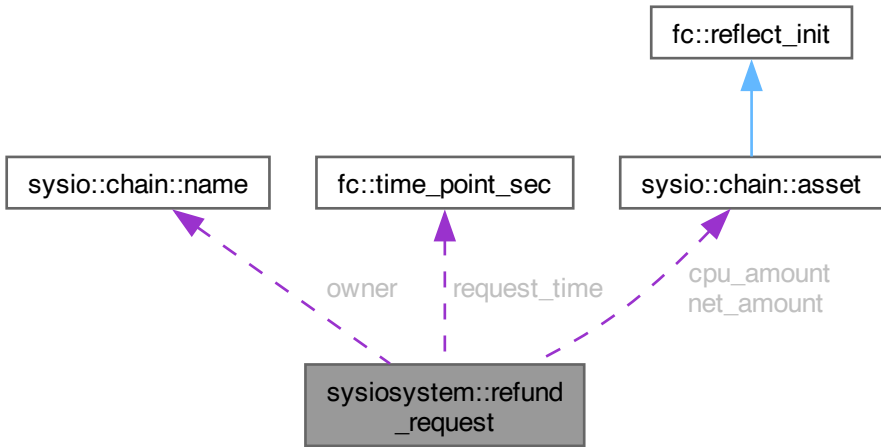 fc::reflect_init
sysio::chain::name
fc::time_point_sec
sysio::chain::asset
owner
request_time
cpu_amount
net_amount
sysiosystem::refund
_request